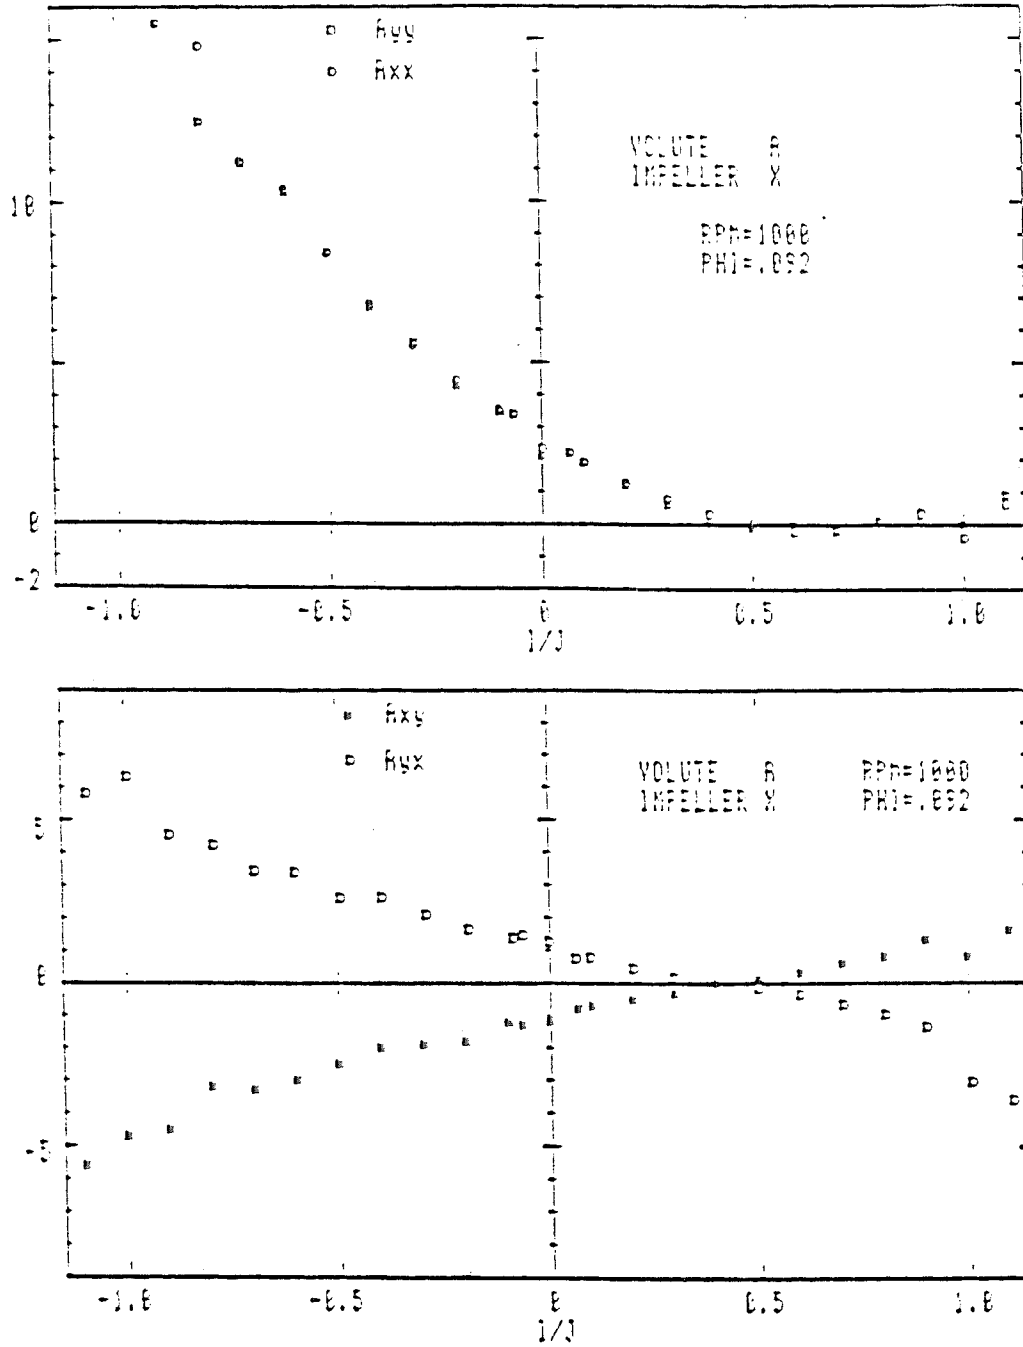 Ayy
Axx
VOLUTE A
IMPELLER X
RPM=1000
PHI=.092
10
0
-2
-1.0 -0.5 0 0.5 1.0
I/J
Axy
Ayx
VOLUTE A RPM=1000
IMPELLER X PHI=.092
5
0
-5
-1.0 -0.5 0 0.5 1.0
I/J